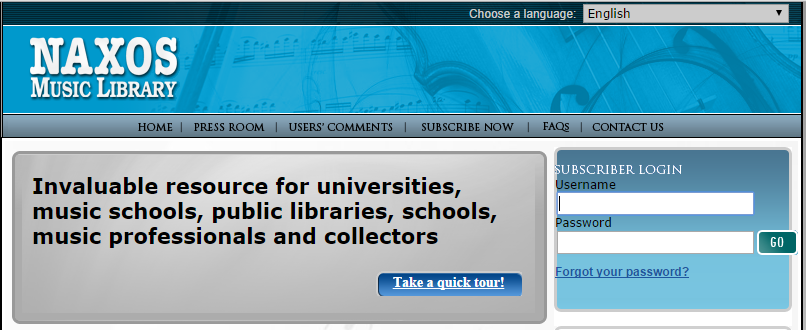 Choose a language: English
NAXOS
MUSIC LIBRARY
HOME | PRESS ROOM | USERS' COMMENTS | SUBSCRIBE NOW | FAQs | CONTACT US
Invaluable resource for universities,
music schools, public libraries, schools,
music professionals and collectors
Take a quick tour!
SUBSCRIBER LOGIN
Username
Password
GO
Forgot your password?